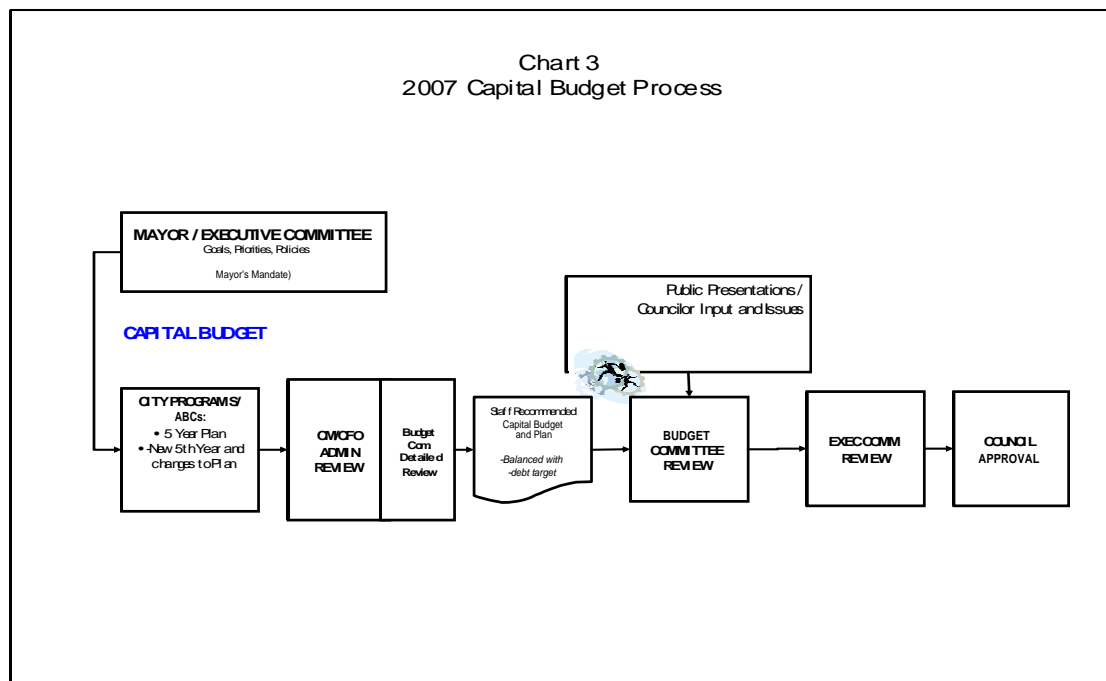 Chart 3
2007 Capital Budget Process
MAYOR / EXECUTIVE COMMITTEE
Goals, Priorities, Policies
Mayor's Mandate)
Public Presentations /
Councilor Input and Issues
CAPITAL BUDGET
CITY PROGRAMS/
ABCs:
• 5 Year Plan
• -New 5th Year and
changes to Plan
CM/CFO
ADMIN
REVIEW
Budget
Com.
Detailed
Review
Staff Recommended
Capital Budget
and Plan
-Balanced with
-debt target
BUDGET
COMMITTEE
REVIEW
EXEC COMM
REVIEW
COUNCIL
APPROVAL